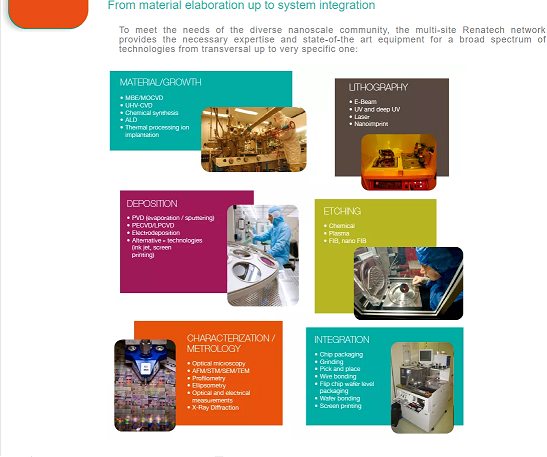 From material elaboration up to system integration
To meet the needs of the diverse nanoscale community, the multi-site Renatech network
provides the necessary expertise and state-of-the art equipment for a broad spectrum of
technologies from transversal up to very specific one:
MATERIAL/GROWTH
• MBE/MOCVD
• UHV-CVD
• Chemical synthesis
• ALD
• Thermal processing ion
implantation
LITHOGRAPHY
• E-Beam
• UV and deep UV
• Laser
• Nanoimprint
DEPOSITION
• PVD (evaporation / sputtering)
• PECVD/LPCVD
• Electrodeposition
• Alternative + technologies
(ink jet, screen
printing)
ETCHING
• Chemical
• Plasma
• FIB, nano FIB
CHARACTERIZATION /
METROLOGY
• Optical microscopy
• AFM/STM/SEM/TEM
• Profilometry
• Ellipsometry
• Optical and electrical
measurements
• X-Ray Diffraction
INTEGRATION
• Chip packaging
• Grinding
• Pick and place
• Wire bonding
• Flip chip wafer level
packaging
• Wafer bonding
• Screen printing